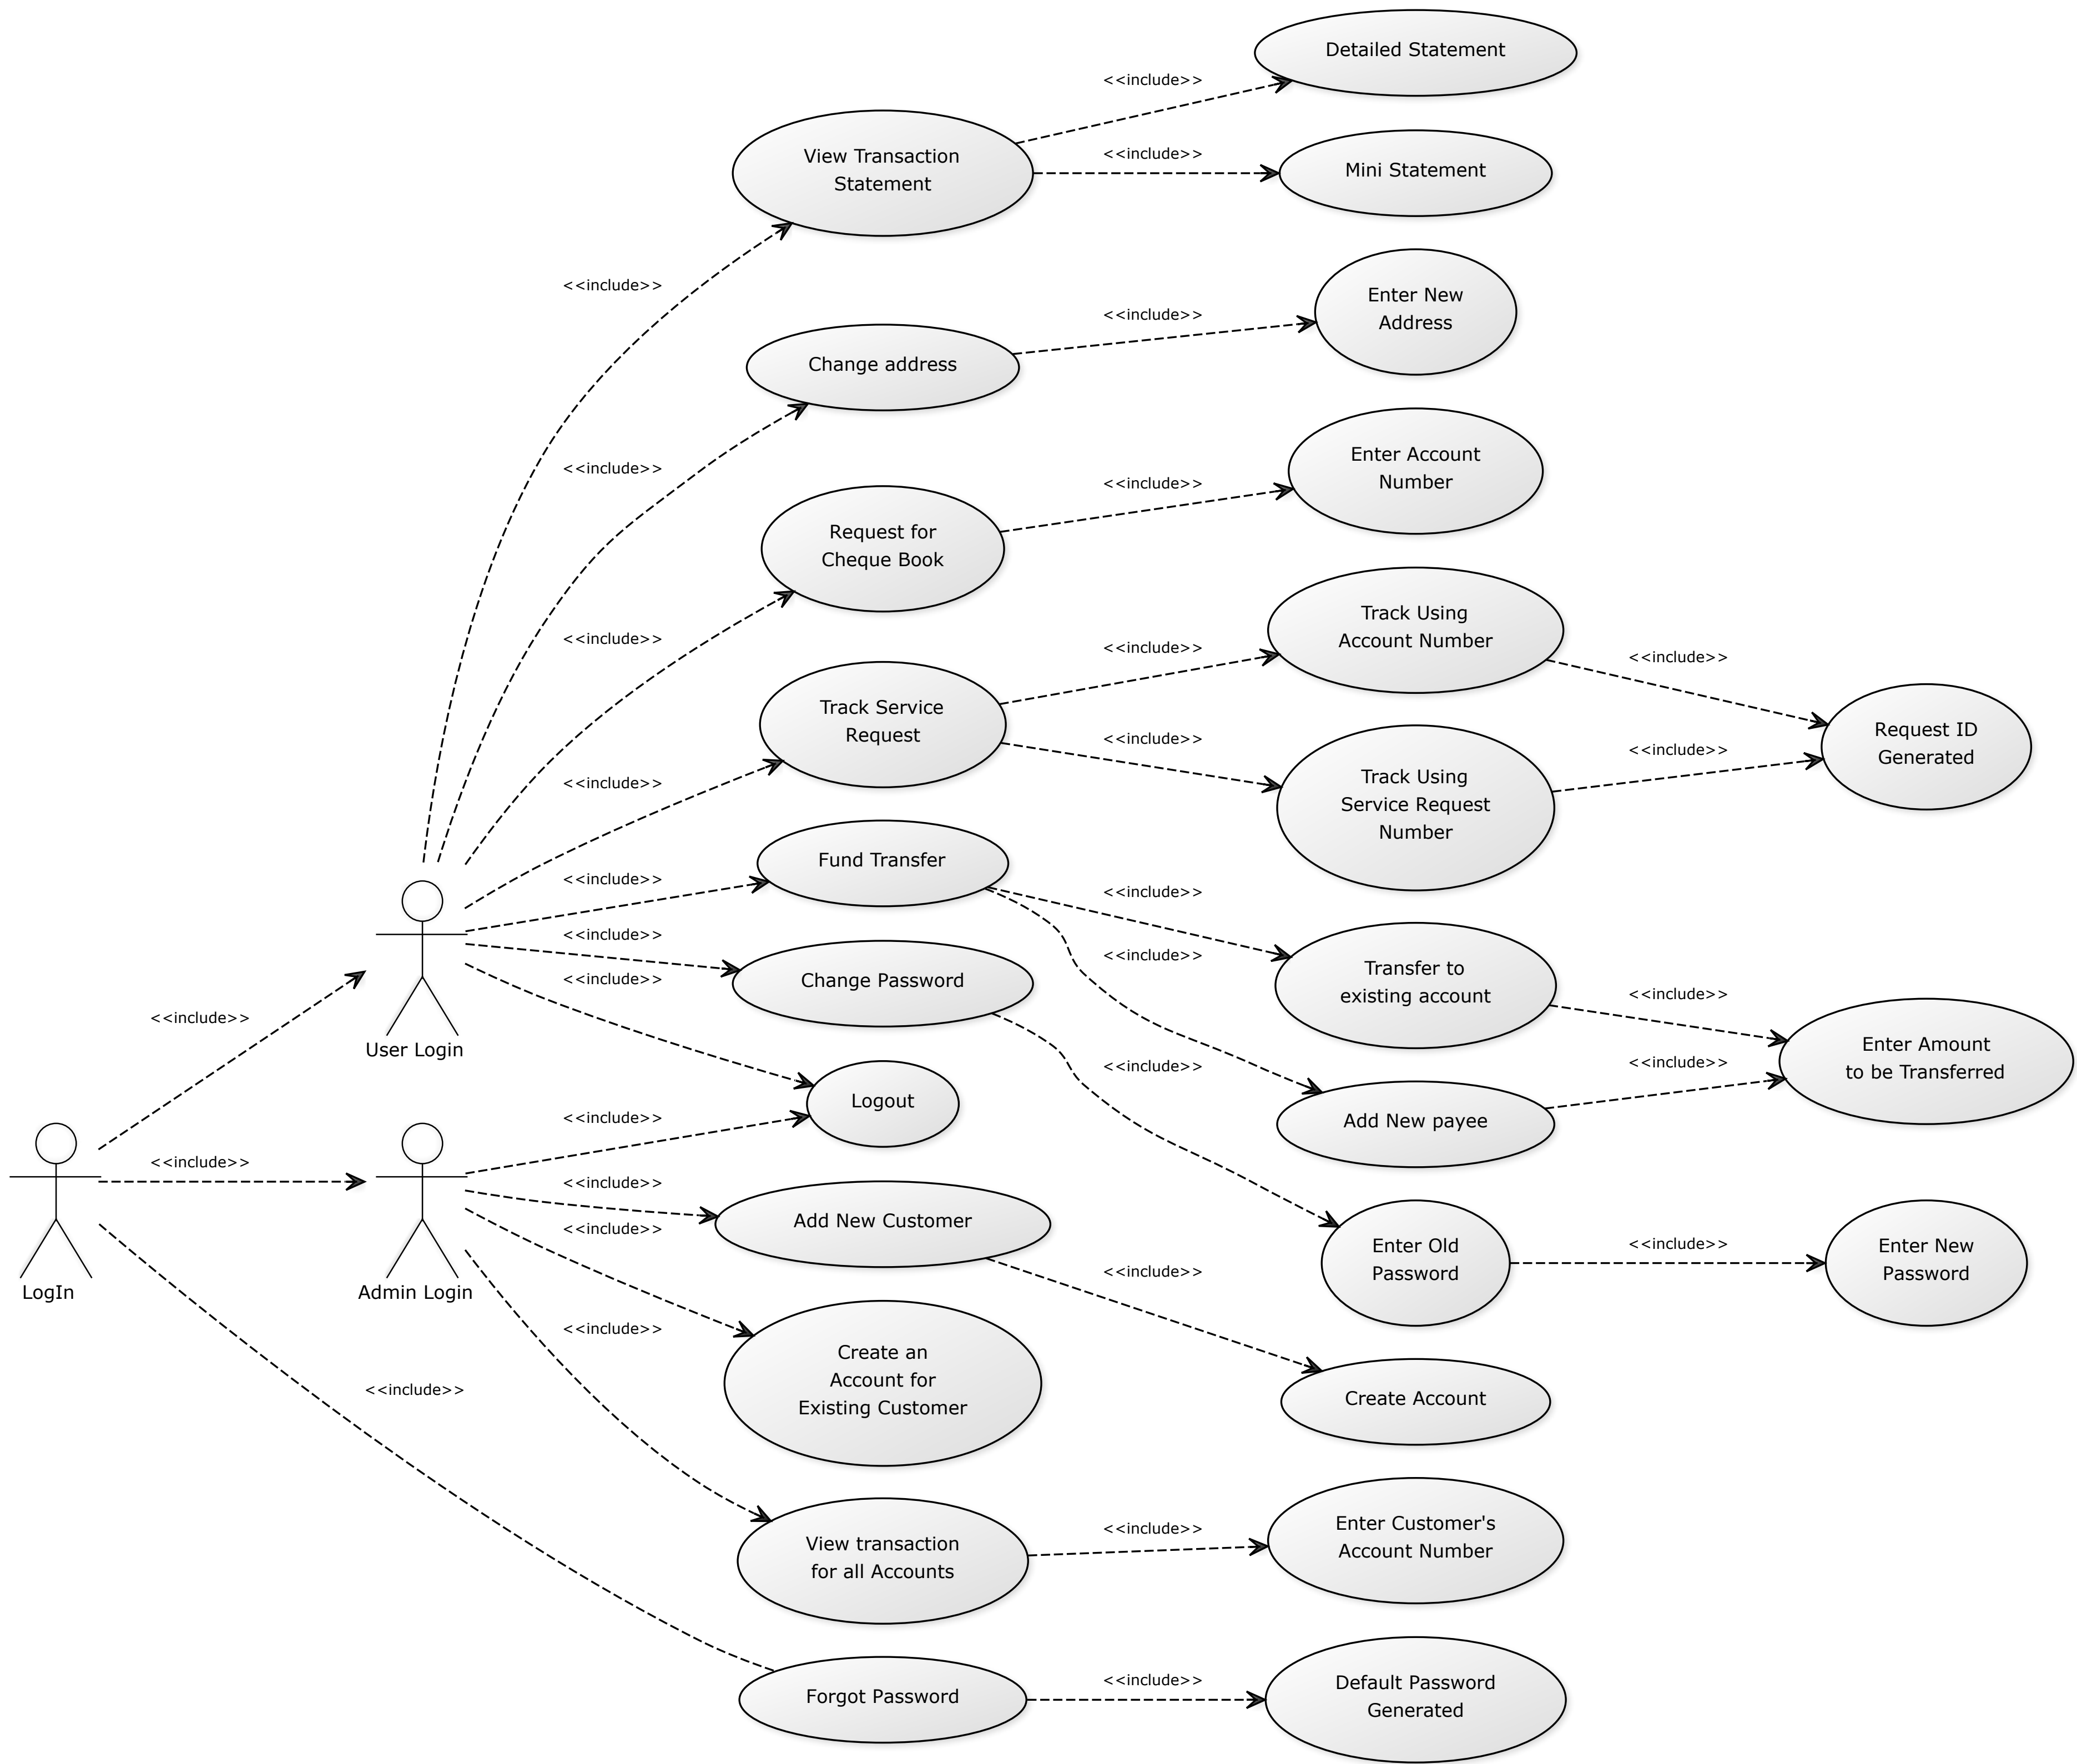 Detailed Statement
<<include>>
View Transaction
Statement
<<include>>
Mini Statement
<<include>>
Enter New
Address
<<include>>
Change address
<<include>>
Enter Account
Number
<<include>>
Request for
Cheque Book
<<include>>
Track Using
Account Number
<<include>>
<<include>>
Track Service
Request
<<include>>
Request ID
Generated
<<include>>
<<include>>
Track Using
Service Request
Number
<<include>>
Fund Transfer
<<include>>
<<include>>
<<include>>
Transfer to
existing account
<<include>>
Change Password
<<include>>
<<include>>
Enter Amount
to be Transferred
<<include>>
User Login
<<include>>
<<include>>
Logout
<<include>>
Add New payee
<<include>>
<<include>>
Add New Customer
<<include>>
Enter Old
Password
<<include>>
Enter New
Password
LogIn
Admin Login
<<include>>
<<include>>
Create an
Account for
Existing Customer
Create Account
<<include>>
View transaction
for all Accounts
<<include>>
Enter Customer's
Account Number
Forgot Password
<<include>>
Default Password
Generated